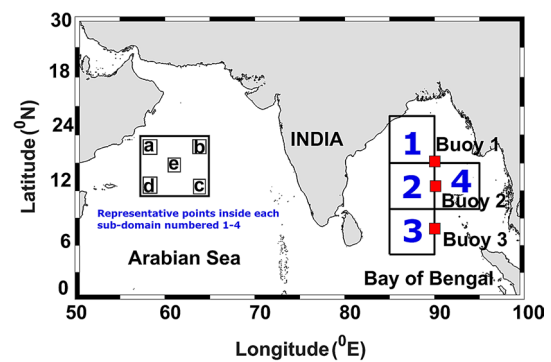 30
18
24
12
6
0
Latitude (⁰N)
a b
e
d c
Representative points inside each
sub-domain numbered 1-4
Arabian Sea
INDIA
1
Buoy 1
2 4
Buoy 2
3
Buoy 3
Bay of Bengal
50 60 70 80 90 100
Longitude (⁰E)